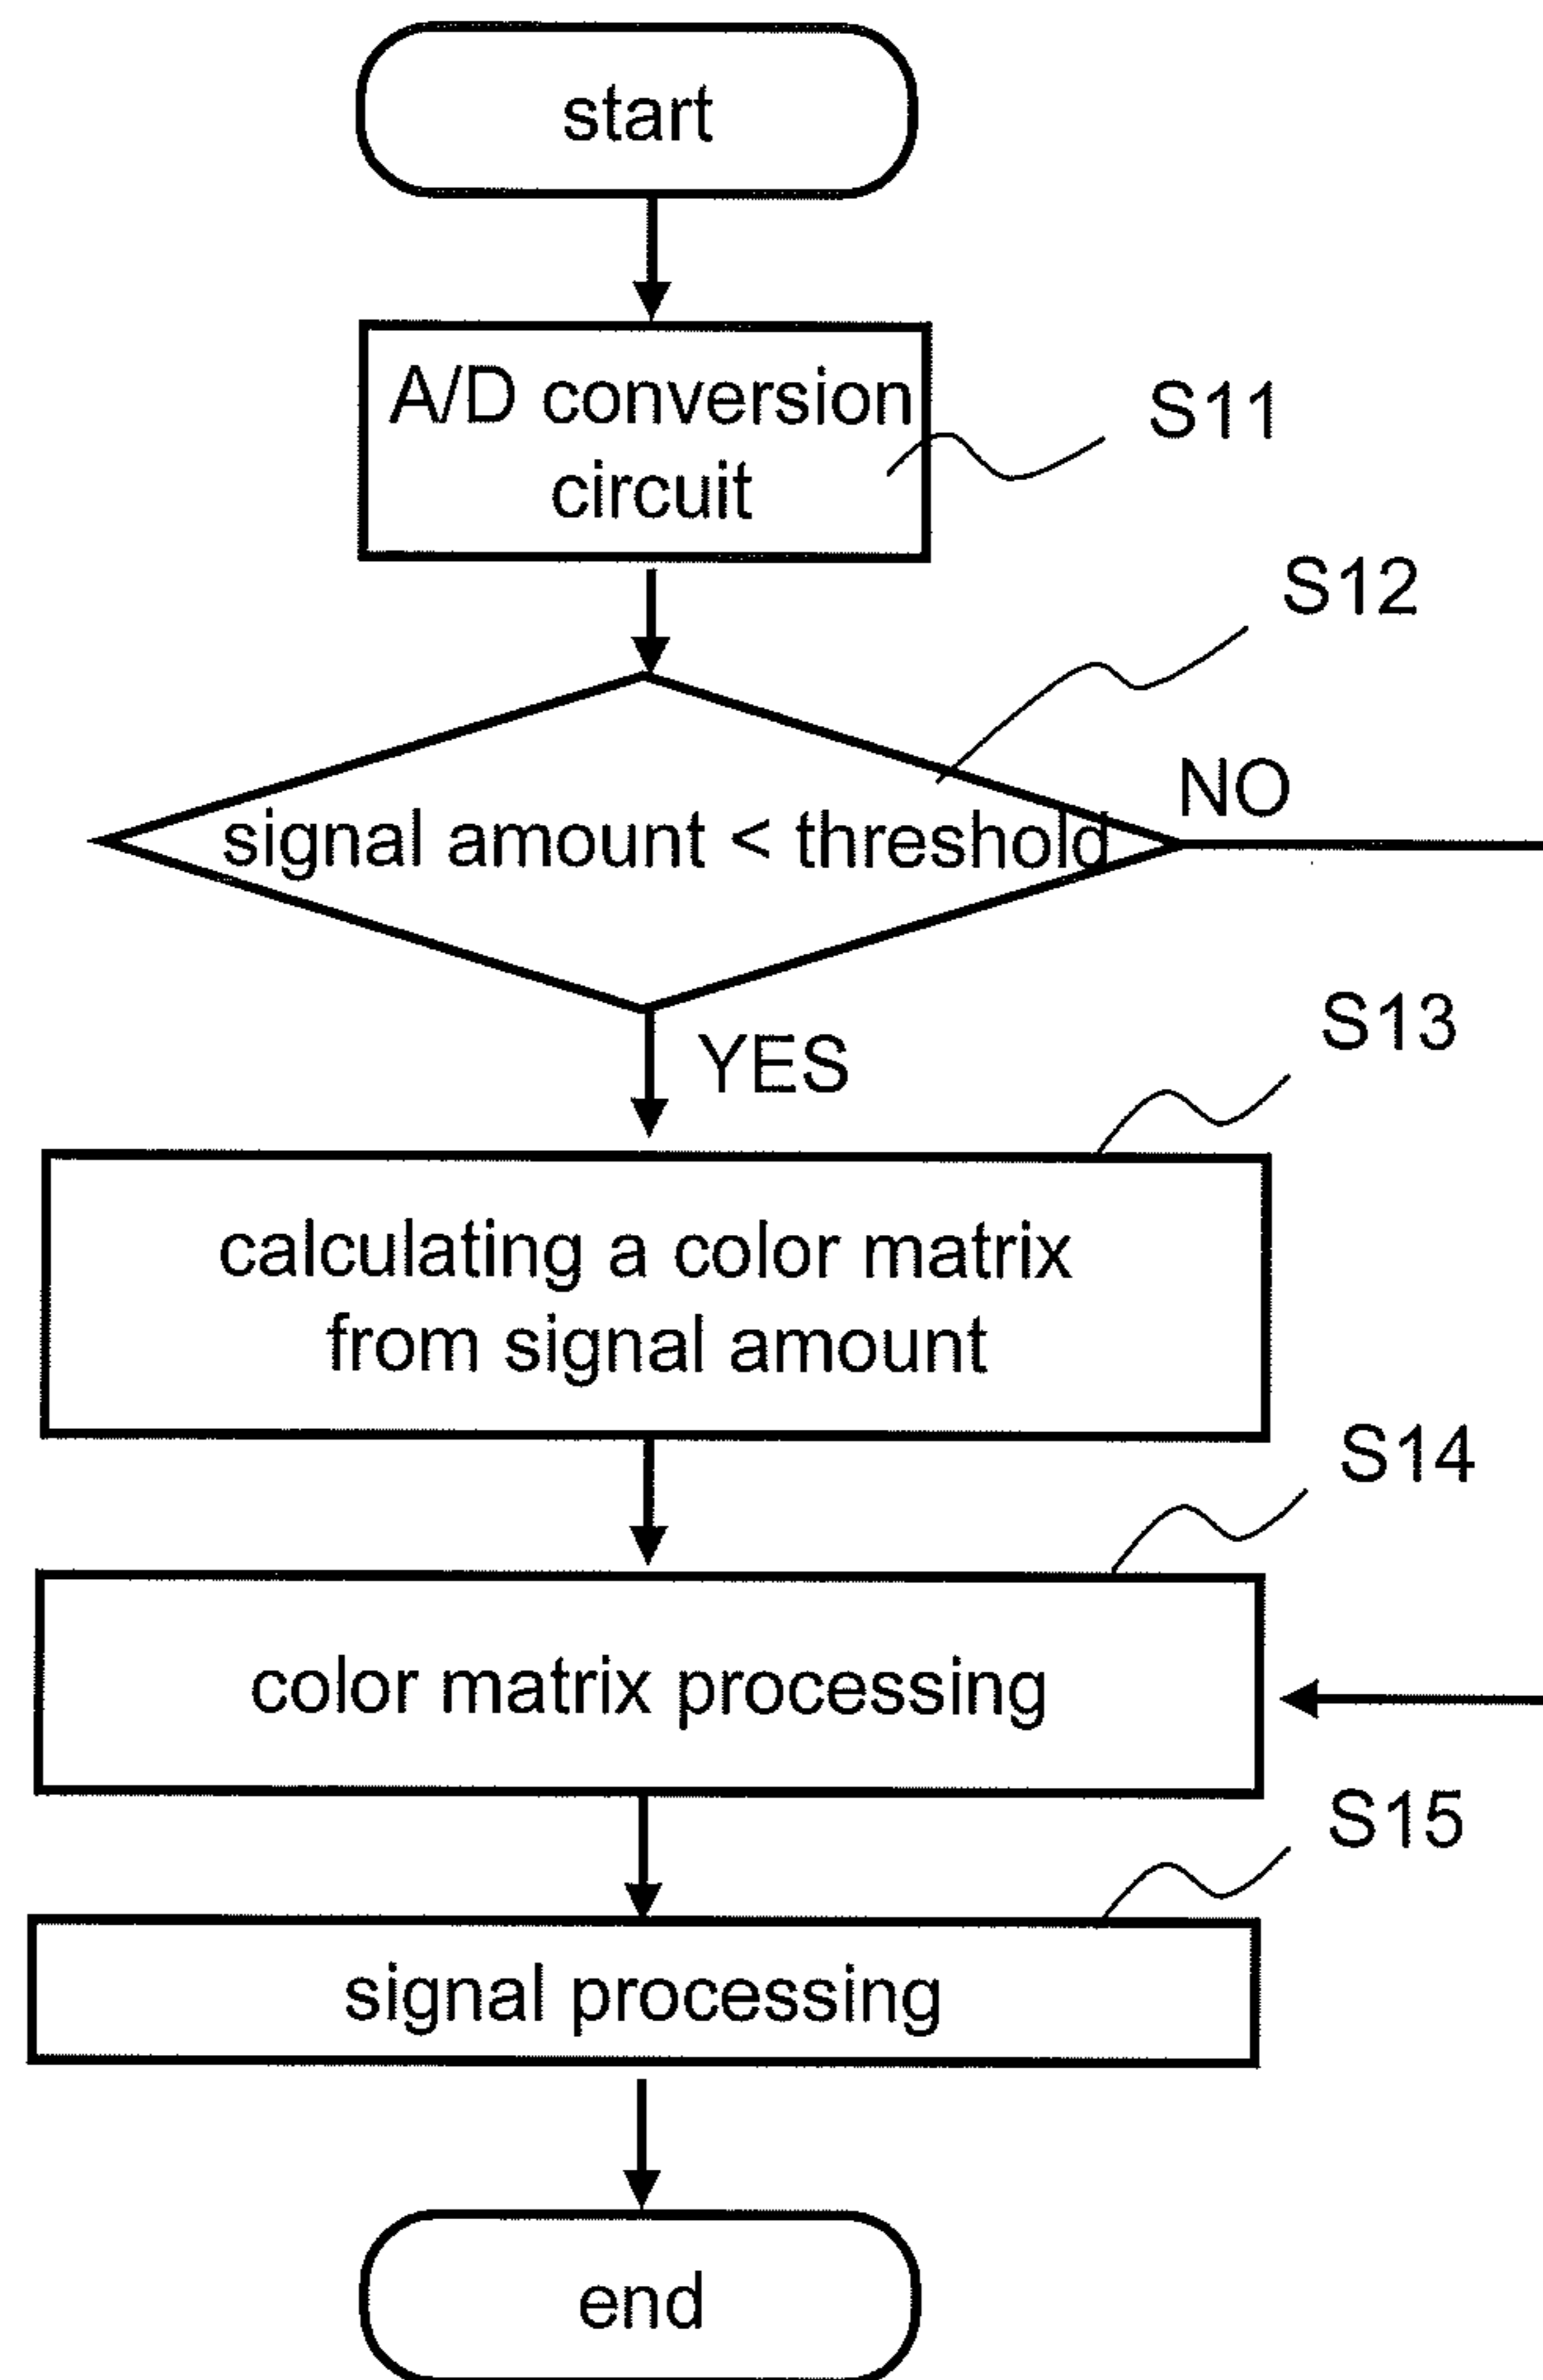 start
A/D conversion
circuit
S11
S12
signal amount < threshold
NO
YES
S13
calculating a color matrix
from signal amount
S14
color matrix processing
S15
signal processing
end